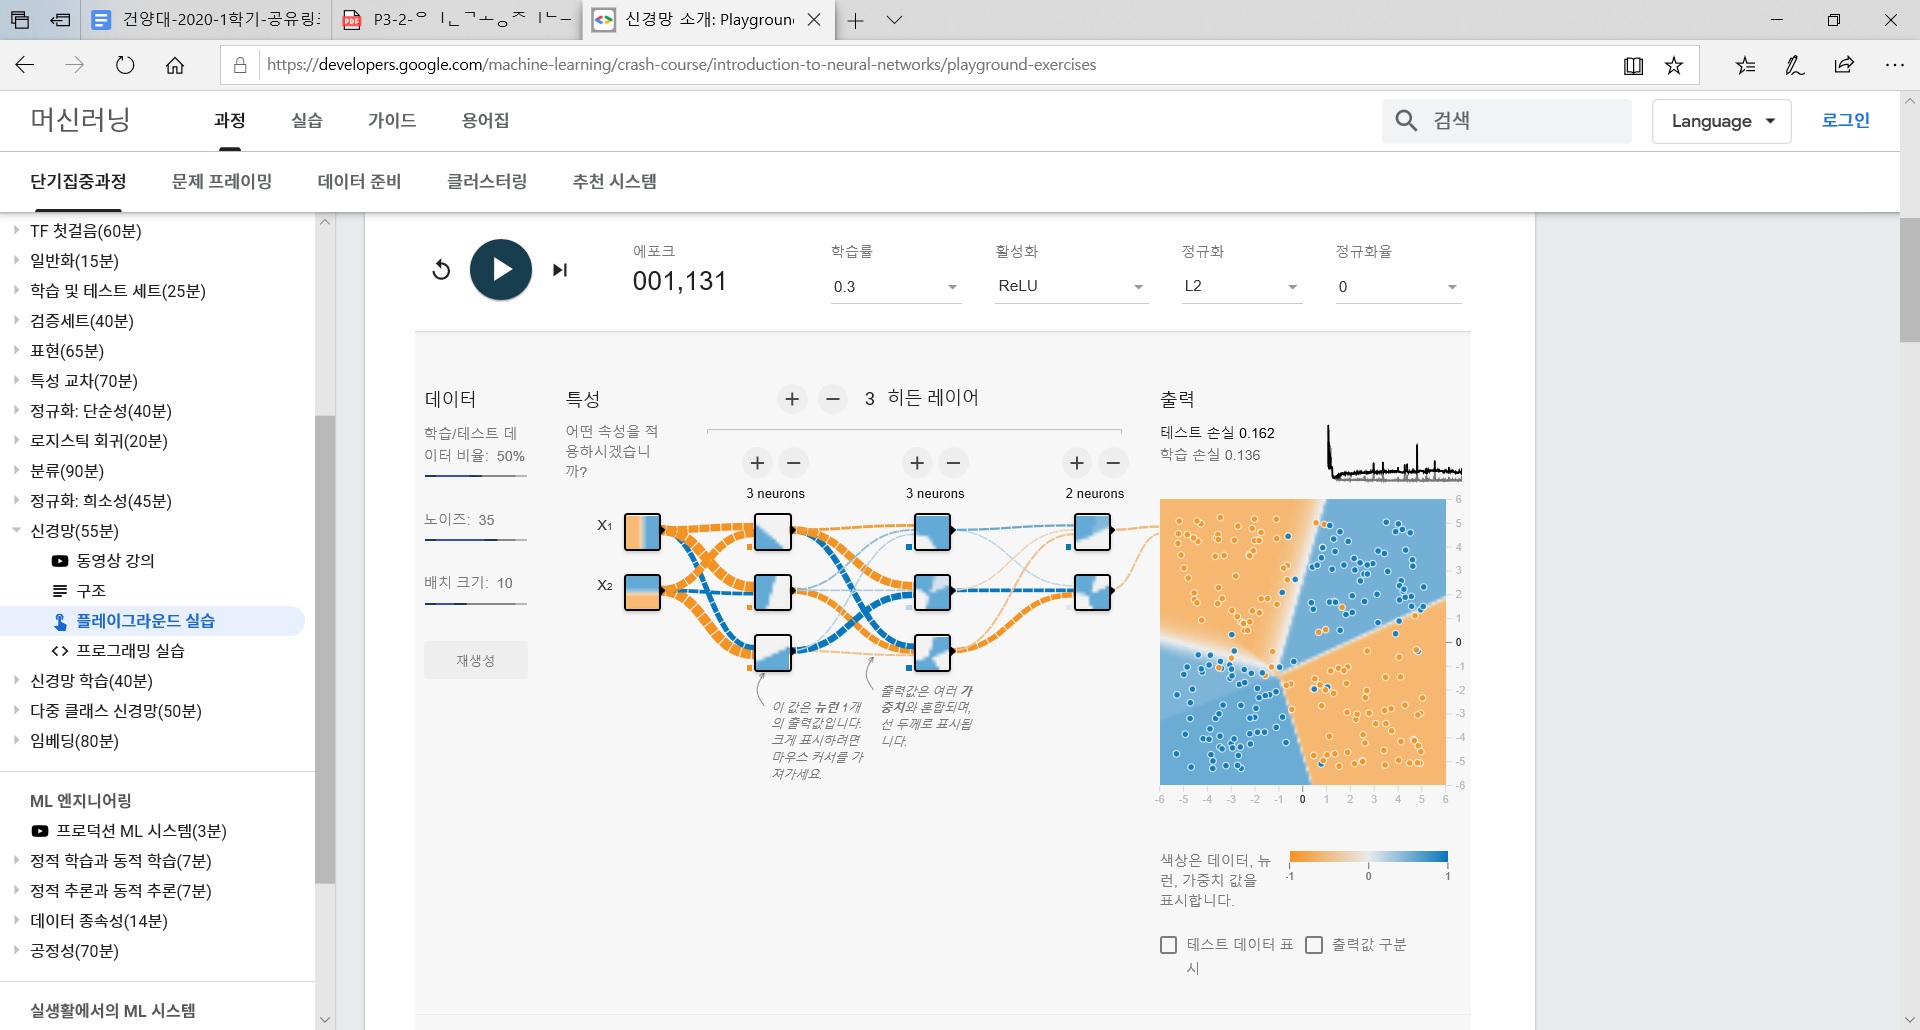 건양대-2020-1학기-공유링크
P3-2-ㅇㅣㄴㄱㅗㅇㅈㅣㄴㅡ
신경망 소개: Playground
https://developers.google.com/machine-learning/crash-course/introduction-to-neural-networks/playground-exercises
머신러닝
과정
실습
가이드
용어집
검색
Language
로그인
단기집중과정
문제 프레이밍
데이터 준비
클러스터링
추천 시스템
TF 첫걸음(60분)
일반화(15분)
학습 및 테스트 세트(25분)
검증세트(40분)
표현(65분)
특성 교차(70분)
정규화: 단순성(40분)
로지스틱 회귀(20분)
분류(90분)
정규화: 희소성(45분)
신경망(55분)
동영상 강의
구조
플레이그라운드 실습
프로그래밍 실습
신경망 학습(40분)
다중 클래스 신경망(50분)
임베딩(80분)
ML 엔지니어링
프로덕션 ML 시스템(3분)
정적 학습과 동적 학습(7분)
정적 추론과 동적 추론(7분)
데이터 종속성(14분)
공정성(70분)
실생활에서의 ML 시스템
에포크
001,131
학습률
0.3
활성화
ReLU
정규화
L2
정규화율
0
데이터
학습/테스트 데
이터 비율: 50%
노이즈: 35
배치 크기: 10
재생성
특성
어떤 속성을 적
용하시겠습니
까?
X1
X2
3 히든 레이어
3 neurons
3 neurons
2 neurons
이 값은 뉴런 1개
의 출력값입니다.
크게 표시하려면
마우스 커서를 가
져가세요.
출력값은 여러 가
중치와 혼합되며,
선 두께로 표시됩
니다.
출력
테스트 손실 0.162
학습 손실 0.136
6
5
4
3
2
1
0
-1
-2
-3
-4
-5
-6
-6 -5 -4 -3 -2 -1 0 1 2 3 4 5 6
색상은 데이터, 뉴
런, 가중치 값을
표시합니다.
-1 0 1
테스트 데이터 표
시
출력값 구분